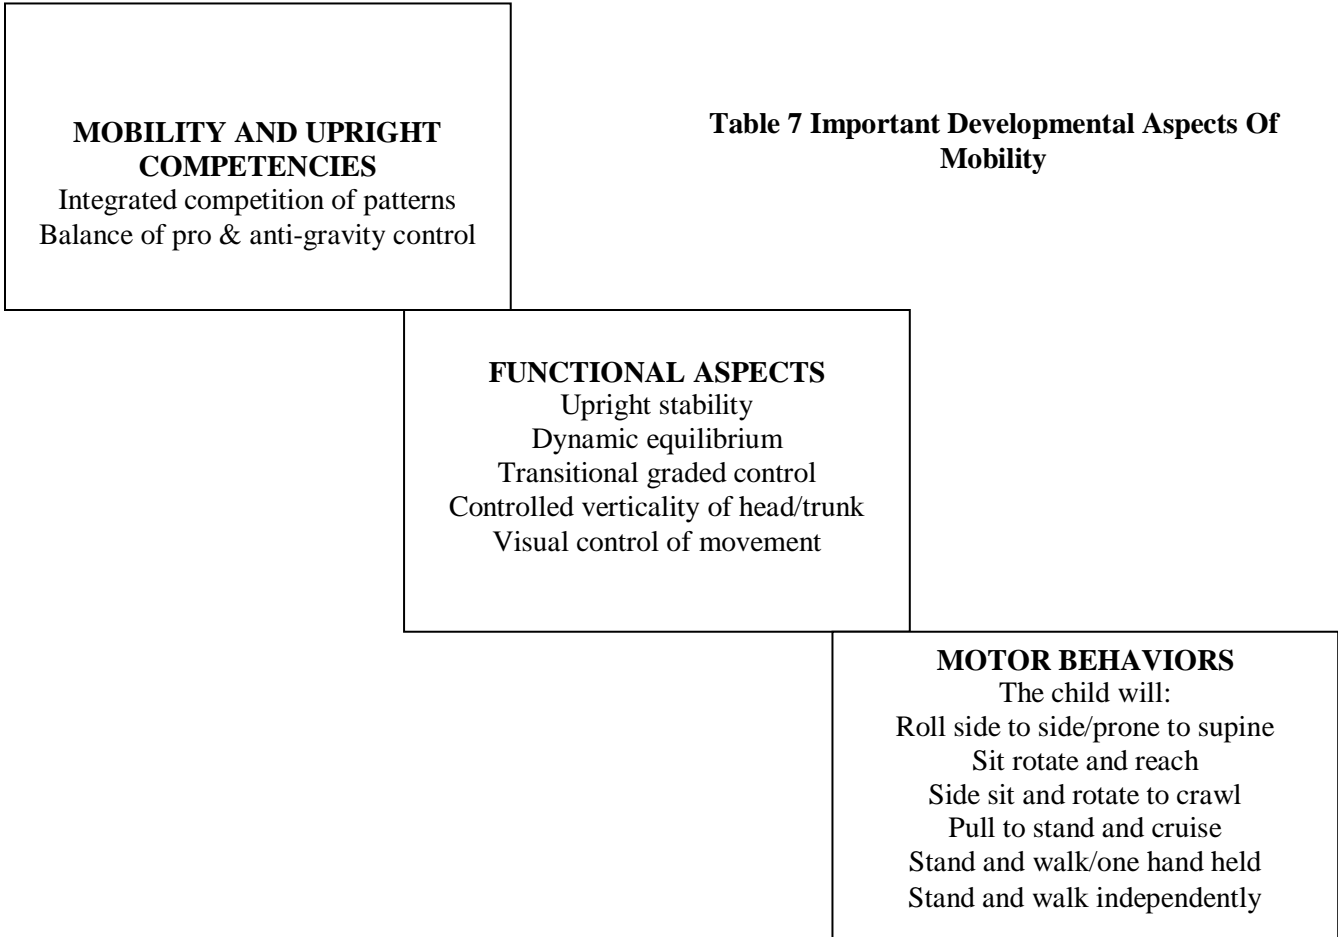 MOBILITY AND UPRIGHT
COMPETENCIES
Integrated competition of patterns
Balance of pro & anti-gravity control
Table 7 Important Developmental Aspects Of
Mobility
FUNCTIONAL ASPECTS
Upright stability
Dynamic equilibrium
Transitional graded control
Controlled verticality of head/trunk
Visual control of movement
MOTOR BEHAVIORS
The child will:
Roll side to side/prone to supine
Sit rotate and reach
Side sit and rotate to crawl
Pull to stand and cruise
Stand and walk/one hand held
Stand and walk independently